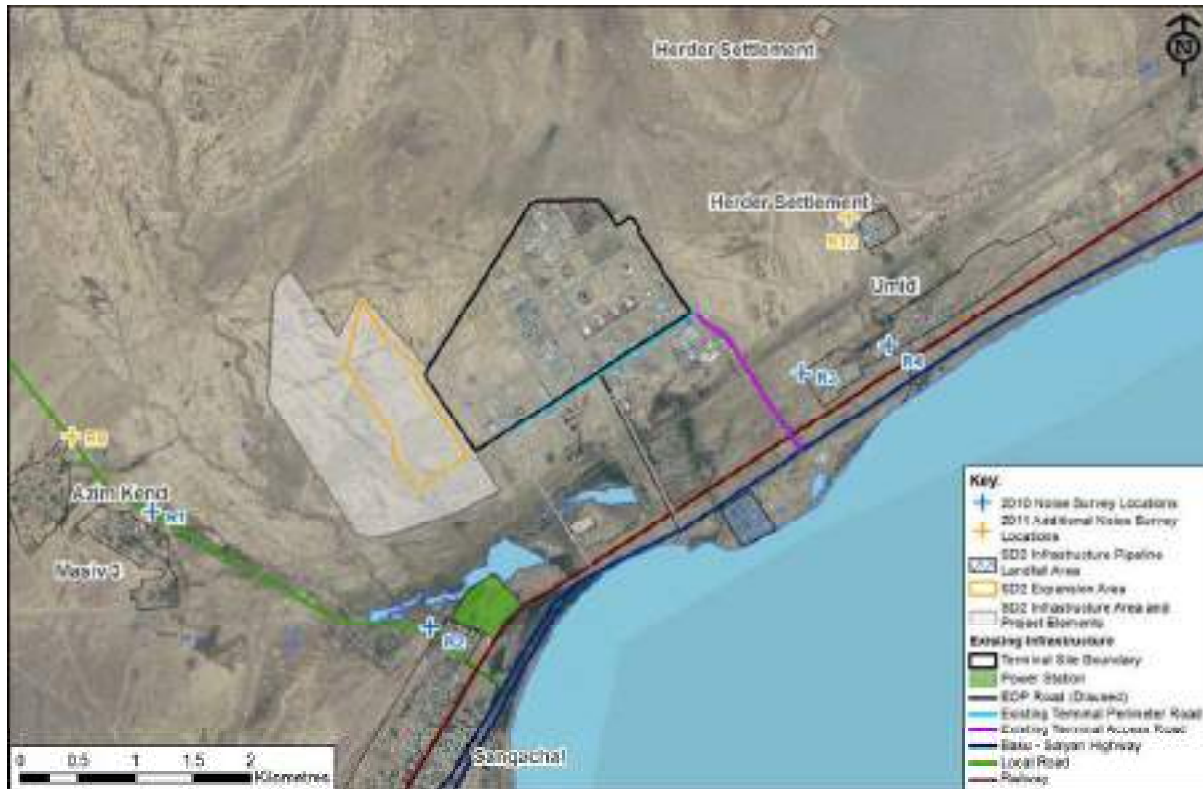 Herder Settlement
N
Herder Settlement
Umid
R4
R3
Azim Kend
R1
Masiv 3
R2
Sangachal
0 0.5 1 1.5 2
Kilometres
Key:
2010 Noise Survey Locations
2011 Additional Noise Survey
Locations
Infrastructure Pipeline
Landfall Area
SD2 Expansion Area
SD2 Infrastructure Area and
Project Elements
Existing Infrastructure
Terminal Site Boundary
Power Station
EOP Road (Disused)
Existing Terminal Perimeter Road
Existing Terminal Access Road
Baku - Salyan Highway
Local Road
Railway